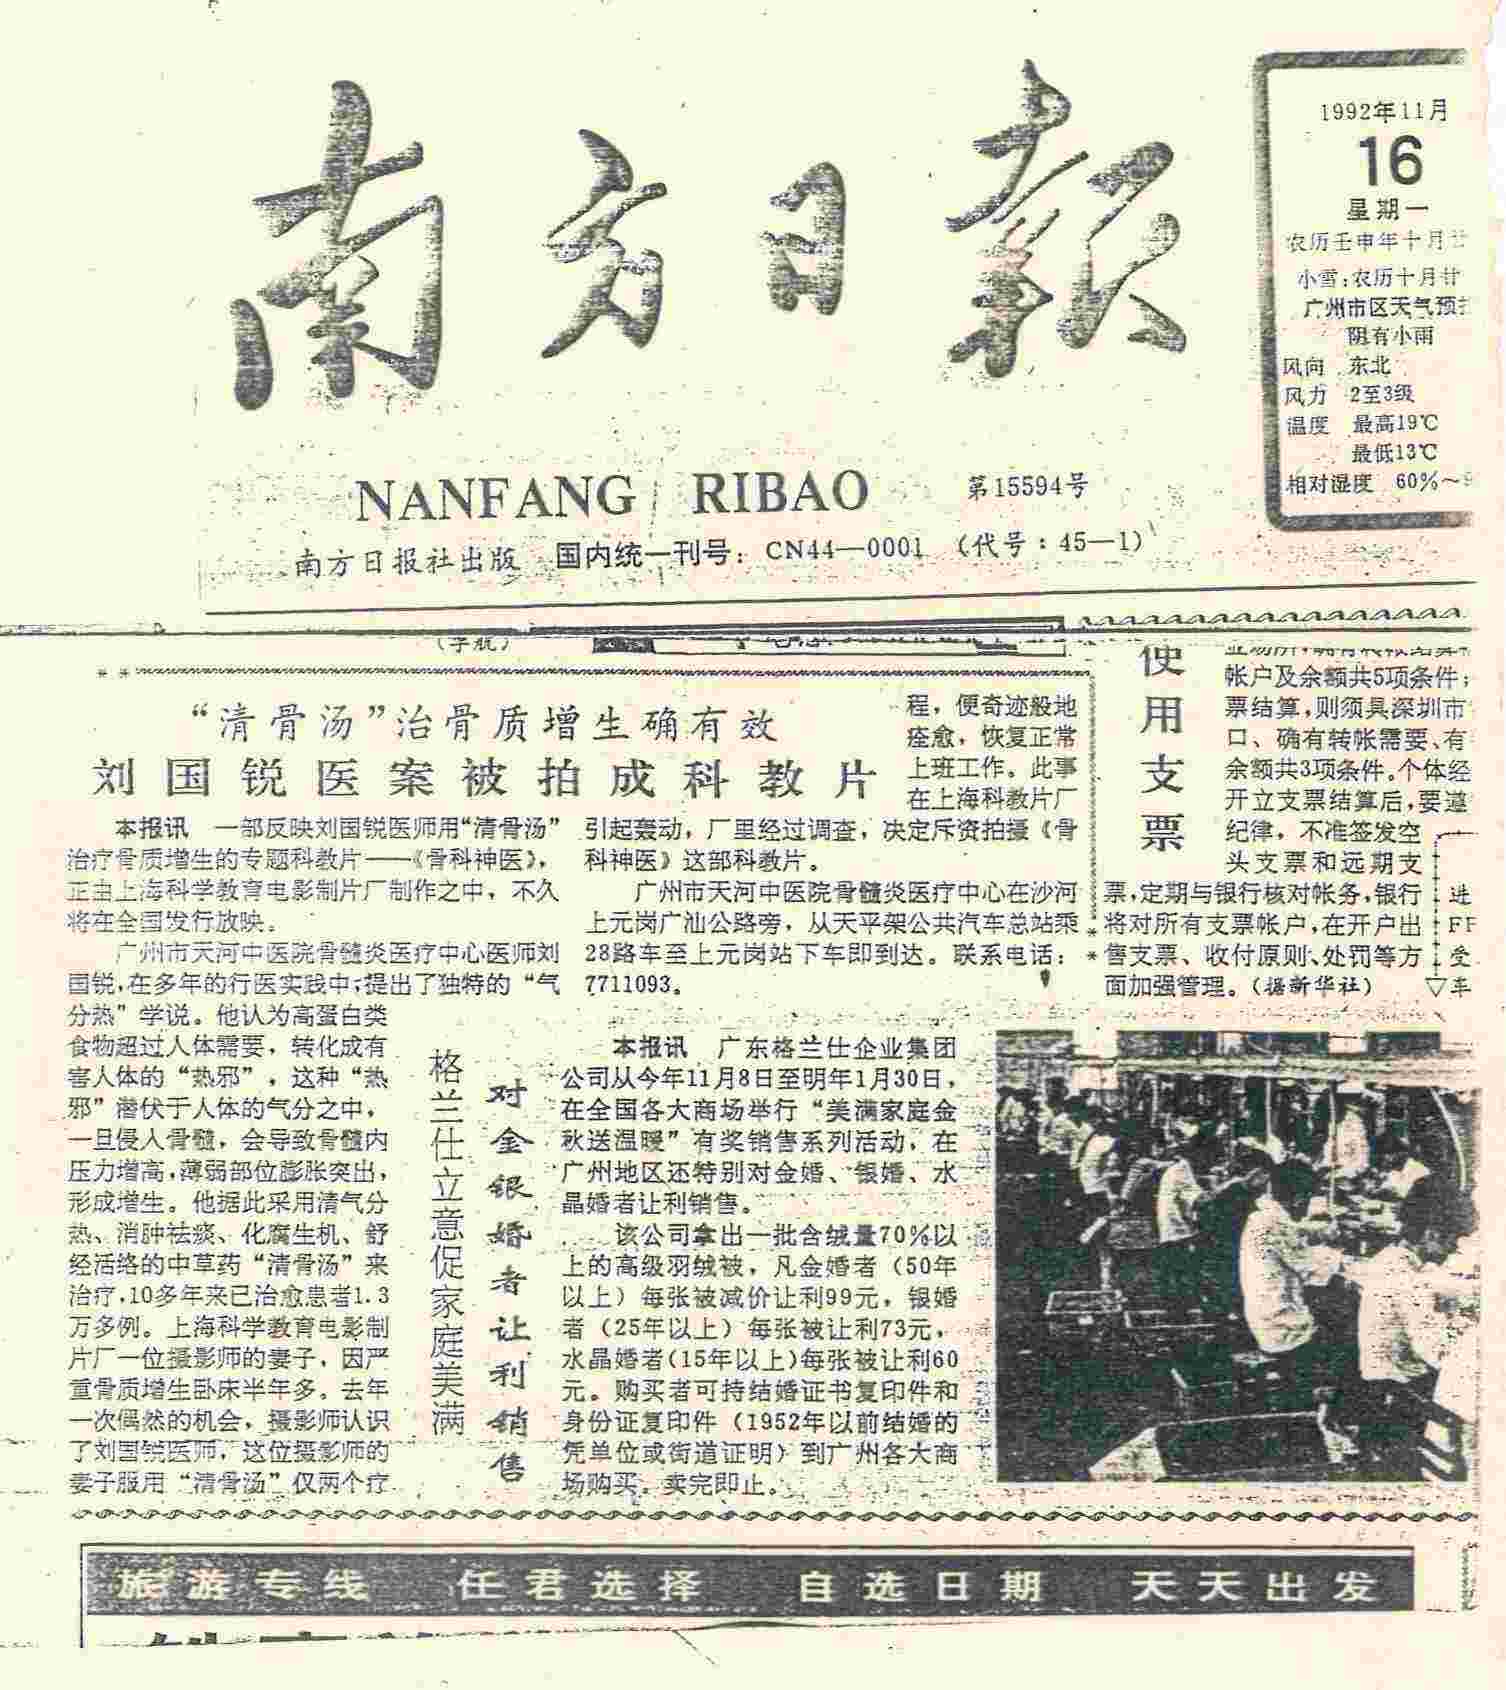 南方日报
NANFANG RIBAO
第15594号
南方日报社出版 国内统一刊号：CN44—0001 （代号：45—1）
1992年11月
16
星期一
农历壬申年十月廿
小雪：农历十月廿
广州市区天气预
阴有小雨
风向 东北
风力 2至3级
温度 最高19℃
最低13℃
相对湿度 60%～
“清骨汤”治骨质增生确有效
刘国锐医案被拍成科教片
本报讯 一部反映刘国锐医师用“清骨汤”
治疗骨质增生的专题科教片——《骨科神医》，
正由上海科学教育电影制片厂制作之中，不久
将在全国发行放映。
广州市天河中医院骨髓炎医疗中心医师刘
国锐，在多年的行医实践中，提出了独特的“气
分热”学说。他认为高蛋白类
食物超过人体需要，转化成有
害人体的“热邪”，这种“热
邪”潜伏于人体的气分之中，
一旦侵入骨髓，会导致骨髓内
压力增高，薄弱部位膨胀突出，
形成增生。他据此采用清气分
热、消肿祛痰、化腐生机、舒
经活络的中草药“清骨汤”来
治疗，10多年来已治愈患者1.3
万多例。上海科学教育电影制
片厂一位摄影师的妻子，因严
重骨质增生卧床半年多。去年
一次偶然的机会，摄影师认识
了刘国锐医师，这位摄影师的
妻子服用“清骨汤”仅两个疗
程，便奇迹般地
痊愈，恢复正常
上班工作。此事
在上海科教片厂
引起轰动，厂里经过调查，决定斥资拍摄《骨
科神医》这部科教片。
广州市天河中医院骨髓炎医疗中心在沙河
上元岗广汕公路旁，从天平架公共汽车总站乘
28路车至上元岗站下车即到达。联系电话：
7711093。
格兰仕立意促家庭美满
对金银婚者让利销售
本报讯 广东格兰仕企业集团
公司从今年11月8日至明年1月30日，
在全国各大商场举行“美满家庭金
秋送温暖”有奖销售系列活动，在
广州地区还特别对金婚、银婚、水
晶婚者让利销售。
该公司拿出一批含绒量70%以
上的高级羽绒被，凡金婚者（50年
以上）每张被减价让利99元，银婚
者（25年以上）每张被让利73元，
水晶婚者（15年以上）每张被让利60
元。购买者可持结婚证书复印件和
身份证复印件（1952年以前结婚的
凭单位或街道证明）到广州各大商
场购买。卖完即止。
使用支票
帐户及余额共5项条件；
票结算，则须具深圳市
口、确有转帐需要、有
余额共3项条件。个体经
开立支票结算后，要遵
纪律，不准签发空
头支票和远期支
票，定期与银行核对帐务，银行
将对所有支票帐户，在开户出
售支票、收付原则、处罚等方
面加强管理。（据新华社）
进
FF
受
车
旅游专线 任君选择 自选日期 天天出发